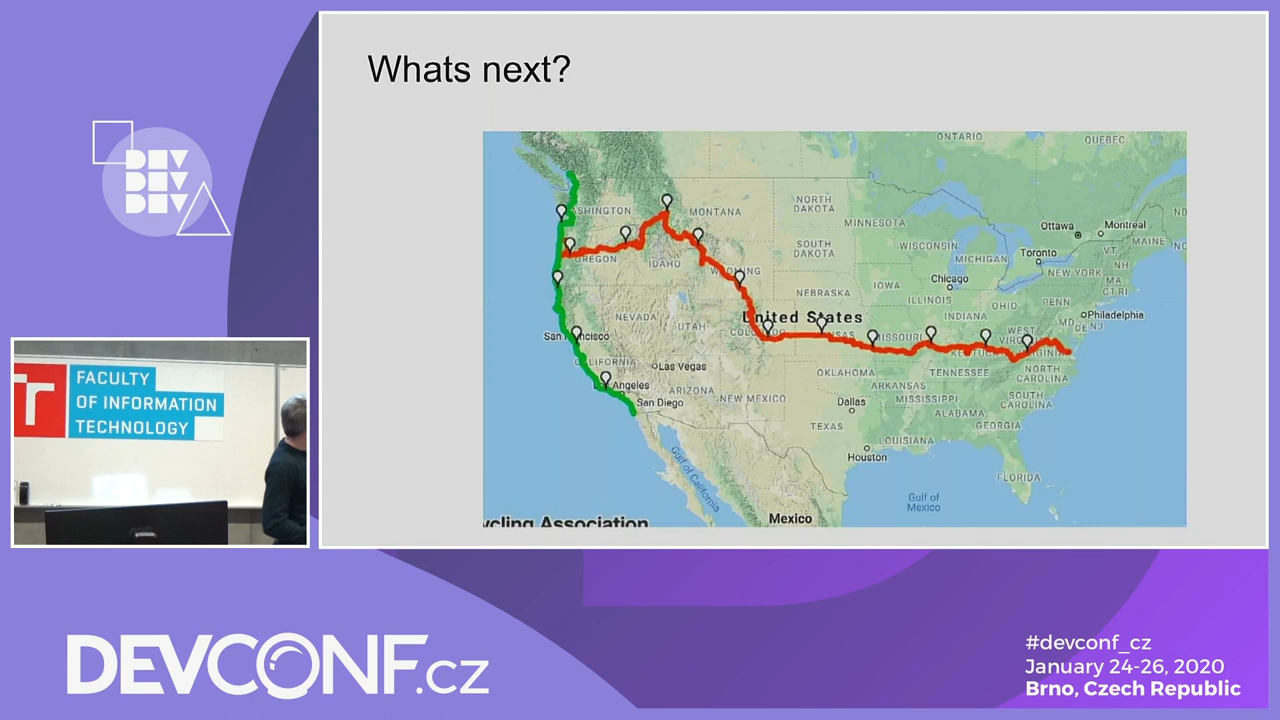 Whats next?
DEV
DEV
DEV
ONTARIO
QUEBEC
ASHINGTON
MONTANA
NORTH
DAKOTA
MINNESOTA
Ottawa
Montreal
MAINE
OREGON
IDAHO
SOUTH
DAKOTA
WISCONSIN
MICHIGAN
Toronto
VT
NH
NEW YORK
MA
CT RI
WYOMING
Chicago
IOWA
NEBRASKA
ILLINOIS
INDIANA
OHIO
PENN
NEVADA
UTAH
United States
MD
DE
NJ
Philadelphia
San Francisco
COLORADO
KANSAS
MISSOURI
WEST
VIRGINIA
KENTUCKY
VIRGINIA
CALIFORNIA
Las Vegas
OKLAHOMA
TENNESSEE
NORTH
CAROLINA
Los Angeles
ARIZONA
NEW MEXICO
ARKANSAS
San Diego
Dallas
MISSISSIPPI
SOUTH
CAROLINA
ALABAMA
TEXAS
GEORGIA
LOUISIANA
Houston
FLORIDA
Gulf of
California
Gulf of
Mexico
Mexico
ycling Association
FACULTY
OF INFORMATION
TECHNOLOGY
DEVCONF.cz
#devconf_cz
January 24-26, 2020
Brno, Czech Republic